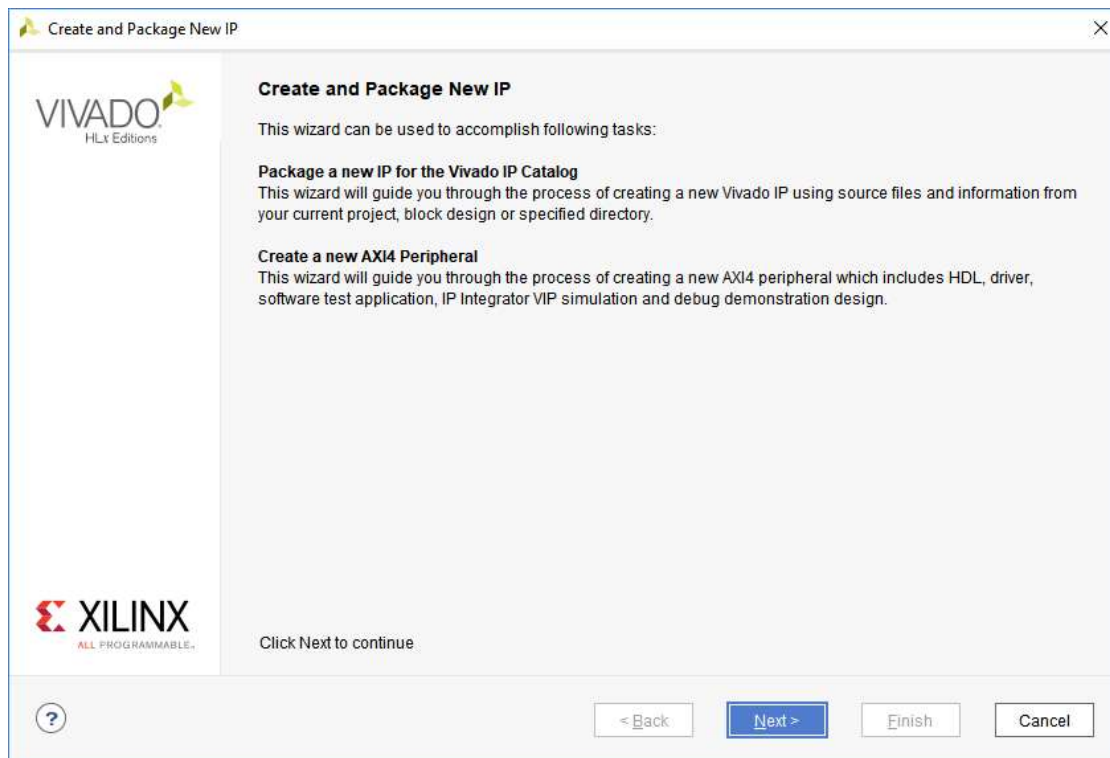 Create and Package New IP
VIVADO
HLx Editions
Create and Package New IP
This wizard can be used to accomplish following tasks:
Package a new IP for the Vivado IP Catalog
This wizard will guide you through the process of creating a new Vivado IP using source files and information from
your current project, block design or specified directory.
Create a new AXI4 Peripheral
This wizard will guide you through the process of creating a new AXI4 peripheral which includes HDL, driver,
software test application, IP Integrator VIP simulation and debug demonstration design.
XILINX
ALL PROGRAMMABLE.
Click Next to continue
?
< Back
Next >
Finish
Cancel